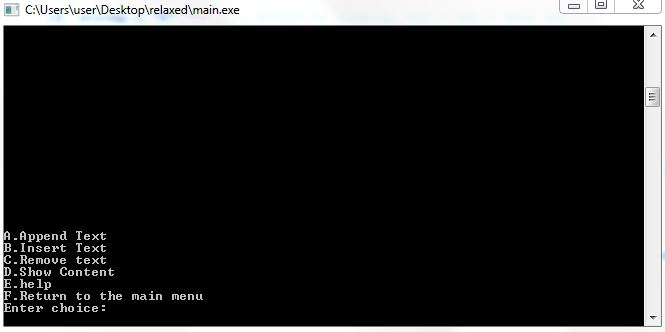 C:\Users\user\Desktop\relaxed\main.exe
A.Append Text
B.Insert Text
C.Remove text
D.Show Content
E.help
F.Return to the main menu
Enter choice: